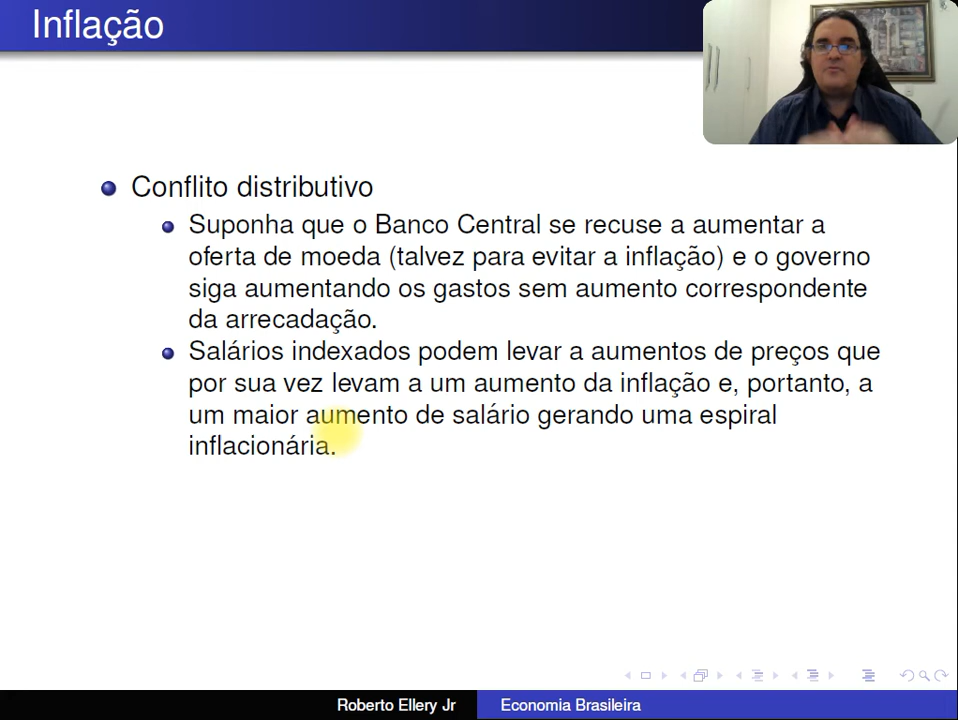 Inflação
Conflito distributivo
Suponha que o Banco Central se recuse a aumentar a
oferta de moeda (talvez para evitar a inflação) e o governo
siga aumentando os gastos sem aumento correspondente
da arrecadação.
Salários indexados podem levar a aumentos de preços que
por sua vez levam a um aumento da inflação e, portanto, a
um maior aumento de salário gerando uma espiral
inflacionária.
Roberto Ellery Jr
Economia Brasileira